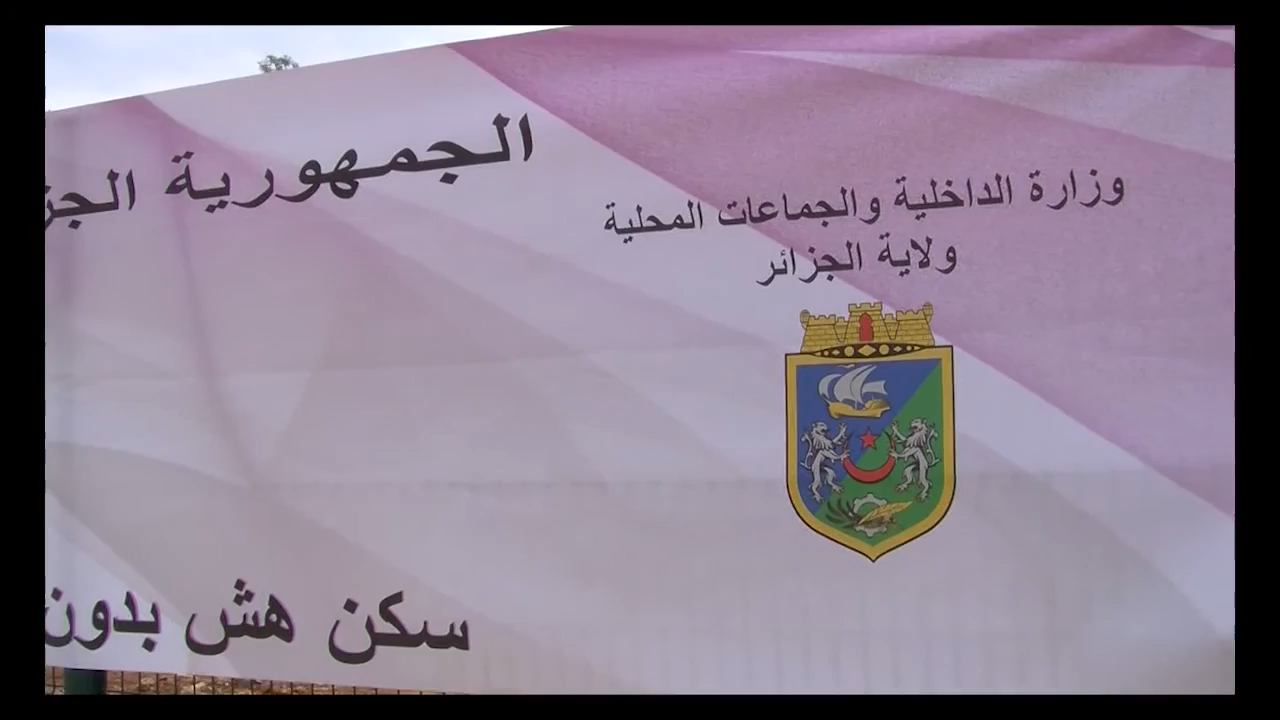 الجمهورية
وزارة الداخلية والجماعات المحلية
ولاية الجزائر
سكن هش بدون